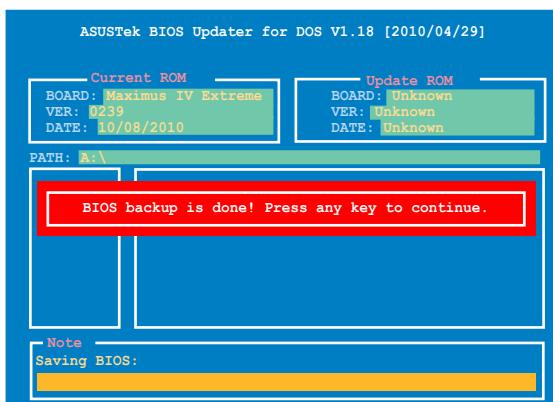 ASUSTek BIOS Updater for DOS V1.18 [2010/04/29]
Current ROM
BOARD: Maximus IV Extreme
VER: 0239
DATE: 10/08/2010
Update ROM
BOARD: Unknown
VER: Unknown
DATE: Unknown
PATH: A:\
BIOS backup is done! Press any key to continue.
Note
Saving BIOS: